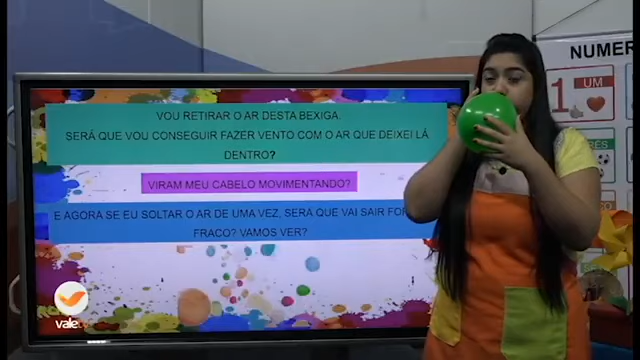 VOU RETIRAR O AR DESTA BEXIGA.
SERÁ QUE VOU CONSEGUIR FAZER VENTO COM O AR QUE DEIXEI LÁ
DENTRO?
VIRAM MEU CABELO MOVIMENTANDO?
E AGORA SE EU SOLTAR O AR DE UMA VEZ, SERÁ QUE VAI SAIR
FRACO? VAMOS VER?
NUMER
1 UM
vale